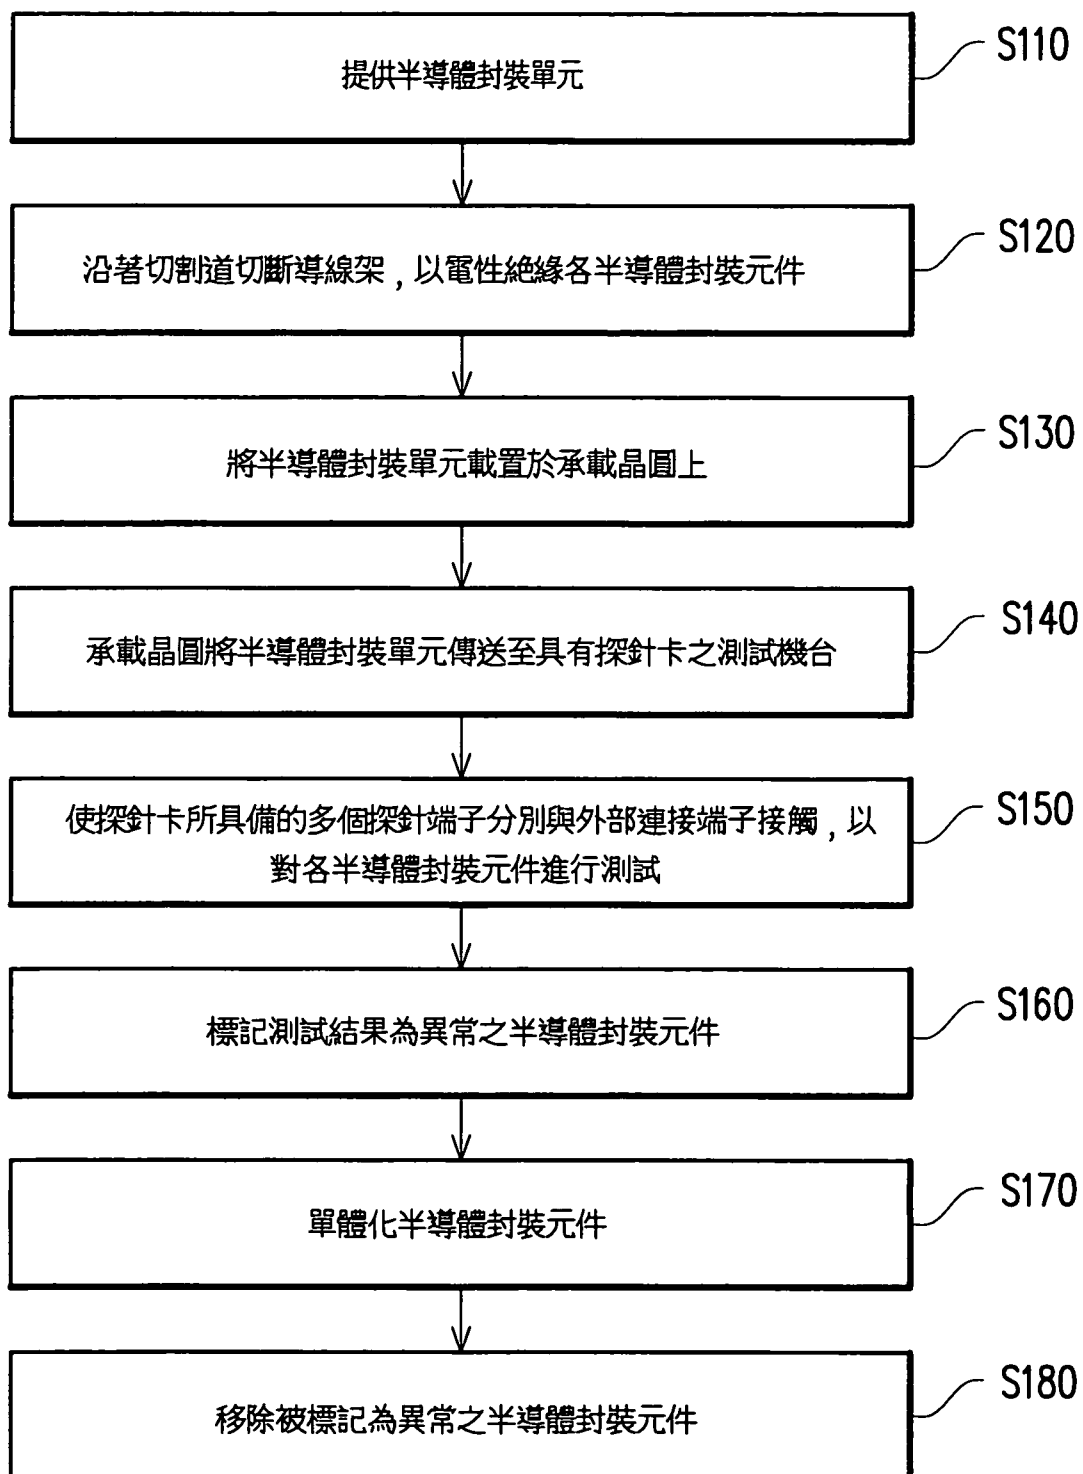 提供半導體封裝單元
S110
沿著切割道切斷導線架，以電性絕緣各半導體封裝元件
S120
將半導體封裝單元載置於承載晶圓上
S130
承載晶圓將半導體封裝單元傳送至具有探針卡之測試機台
S140
使探針卡所具備的多個探針端子分別與外部連接端子接觸，以
對各半導體封裝元件進行測試
S150
標記測試結果為異常之半導體封裝元件
S160
單體化半導體封裝元件
S170
移除被標記為異常之半導體封裝元件
S180